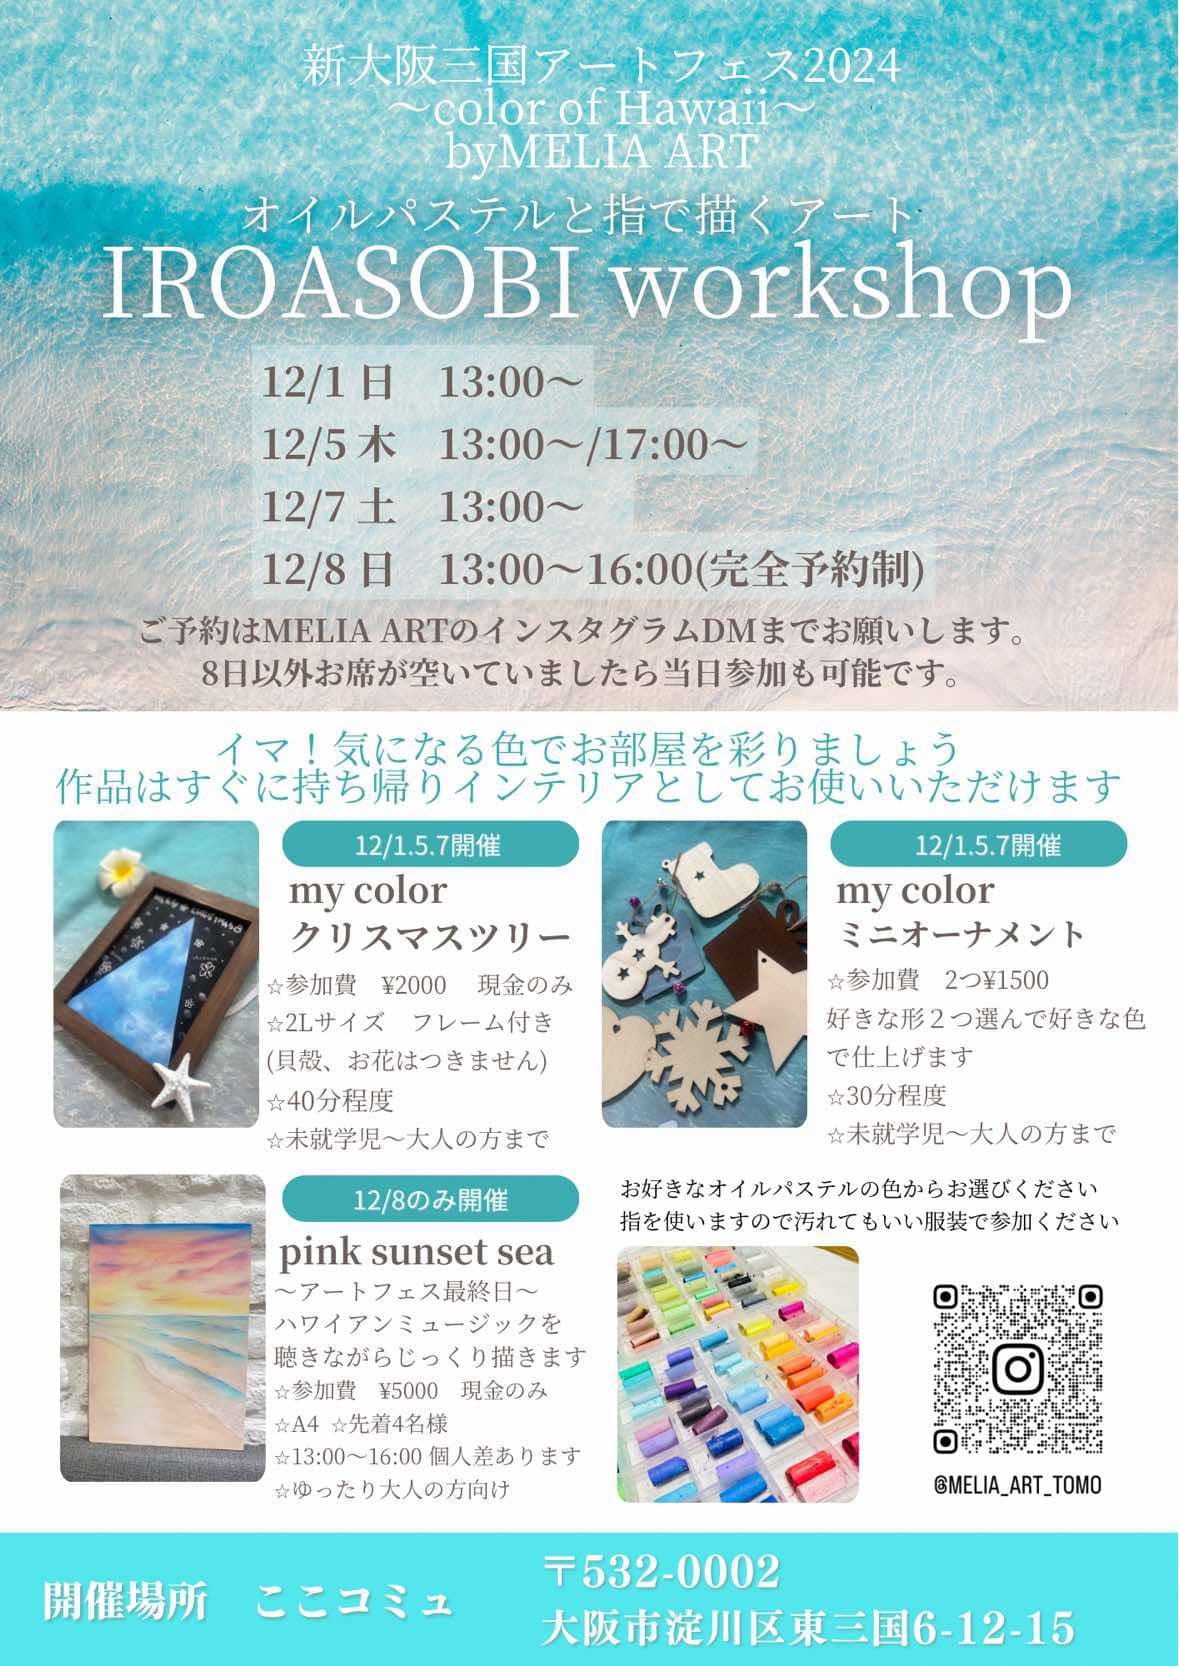 新大阪三国アートフェス2024
〜color of Hawaii〜
byMELIA ART
オイルパステルと指で描くアート
IROASOBI workshop
12/1 日　13:00〜
12/5 木　13:00〜/17:00〜
12/7 土　13:00〜
12/8 日　13:00〜16:00(完全予約制)
ご予約はMELIA ARTのインスタグラムDMまでお願いします。
8日以外お席が空いていましたら当日参加も可能です。
イマ！気になる色でお部屋を彩りましょう
作品はすぐに持ち帰りインテリアとしてお使いいただけます
12/1.5.7開催
my color
クリスマスツリー
☆参加費　¥2000　現金のみ
☆2Lサイズ　フレーム付き
(貝殻、お花はつきません)
☆40分程度
☆未就学児〜大人の方まで
12/1.5.7開催
my color
ミニオーナメント
☆参加費　2つ¥1500
好きな形２つ選んで好きな色
で仕上げます
☆30分程度
☆未就学児〜大人の方まで
12/8のみ開催
pink sunset sea
〜アートフェス最終日〜
ハワイアンミュージックを
聴きながらじっくり描きます
☆参加費　¥5000　現金のみ
☆A4 ☆先着4名様
☆13:00〜16:00 個人差あります
☆ゆったり大人の方向け
お好きなオイルパステルの色からお選びください
指を使いますので汚れてもいい服装で参加ください
@MELIA_ART_TOMO
開催場所　ここコミュ
〒532-0002
大阪市淀川区東三国6-12-15